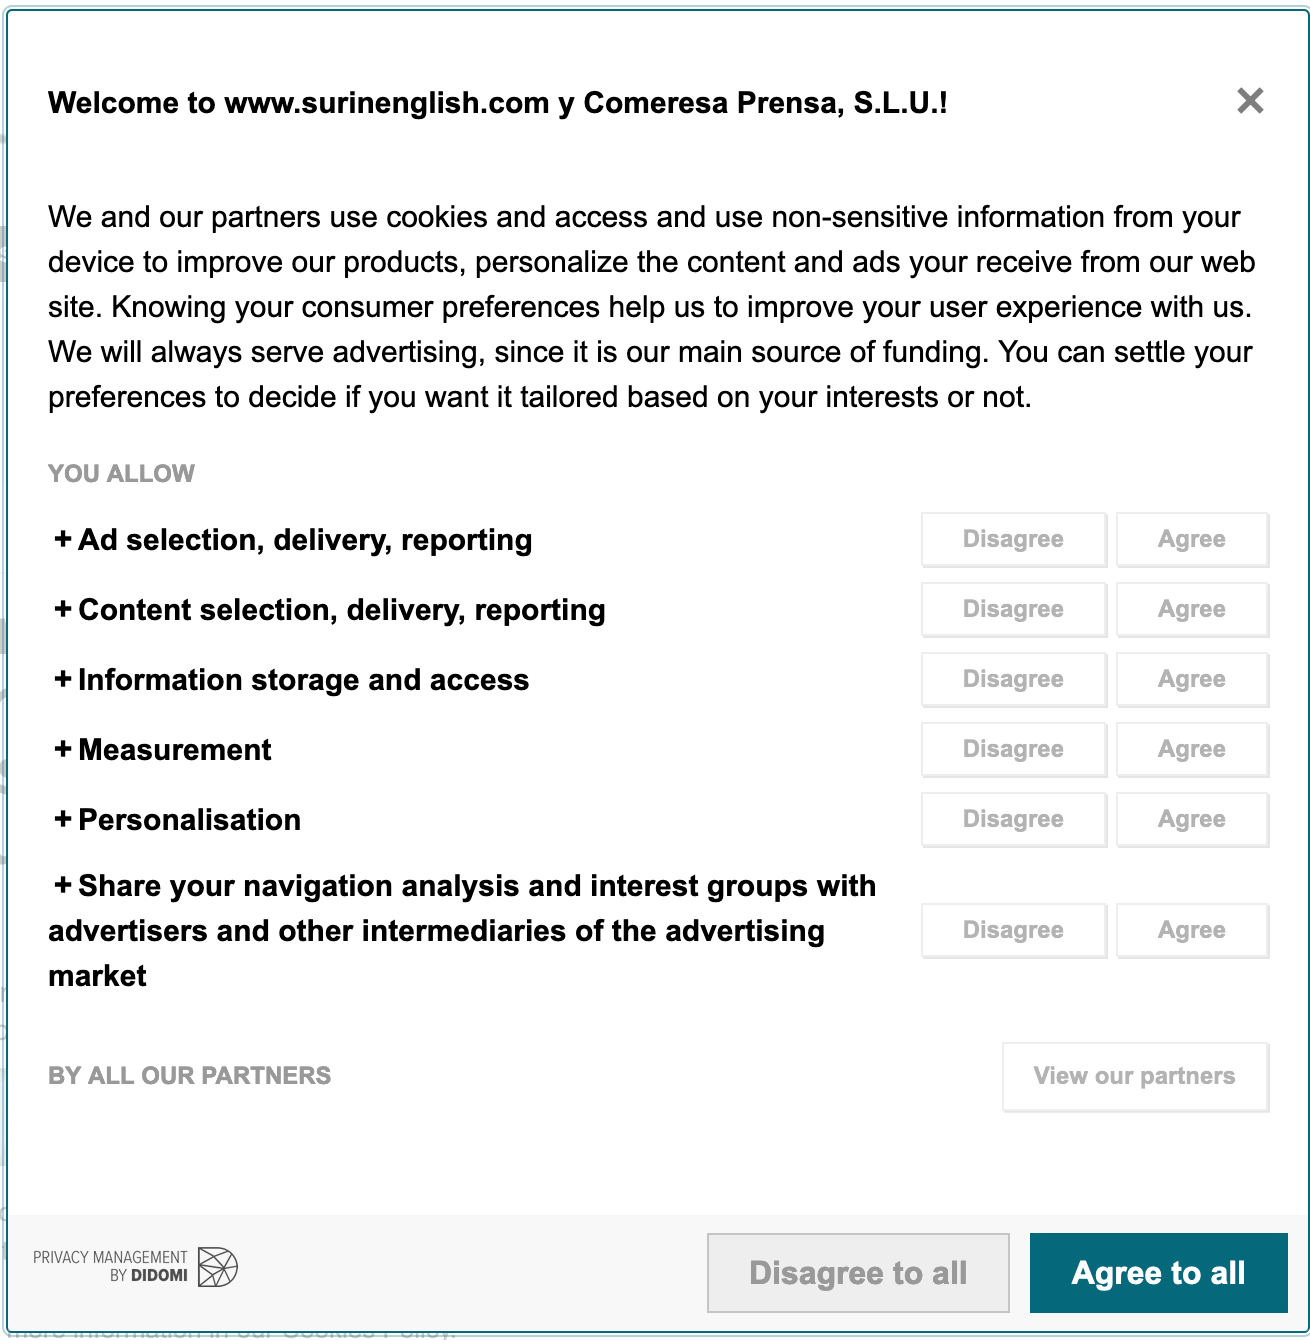 Welcome to www.surinenglish.com y Comeresa Prensa, S.L.U.!
We and our partners use cookies and access and use non-sensitive information from your
device to improve our products, personalize the content and ads your receive from our web
site. Knowing your consumer preferences help us to improve your user experience with us.
We will always serve advertising, since it is our main source of funding. You can settle your
preferences to decide if you want it tailored based on your interests or not.
YOU ALLOW
+ Ad selection, delivery, reporting Disagree Agree
+ Content selection, delivery, reporting Disagree Agree
+ Information storage and access Disagree Agree
+ Measurement Disagree Agree
+ Personalisation Disagree Agree
+ Share your navigation analysis and interest groups with
advertisers and other intermediaries of the advertising Disagree Agree
market
BY ALL OUR PARTNERS View our partners
PRIVACY MANAGEMENT
BY DIDOMI
Disagree to all Agree to all
more information in our Cookies Policy.